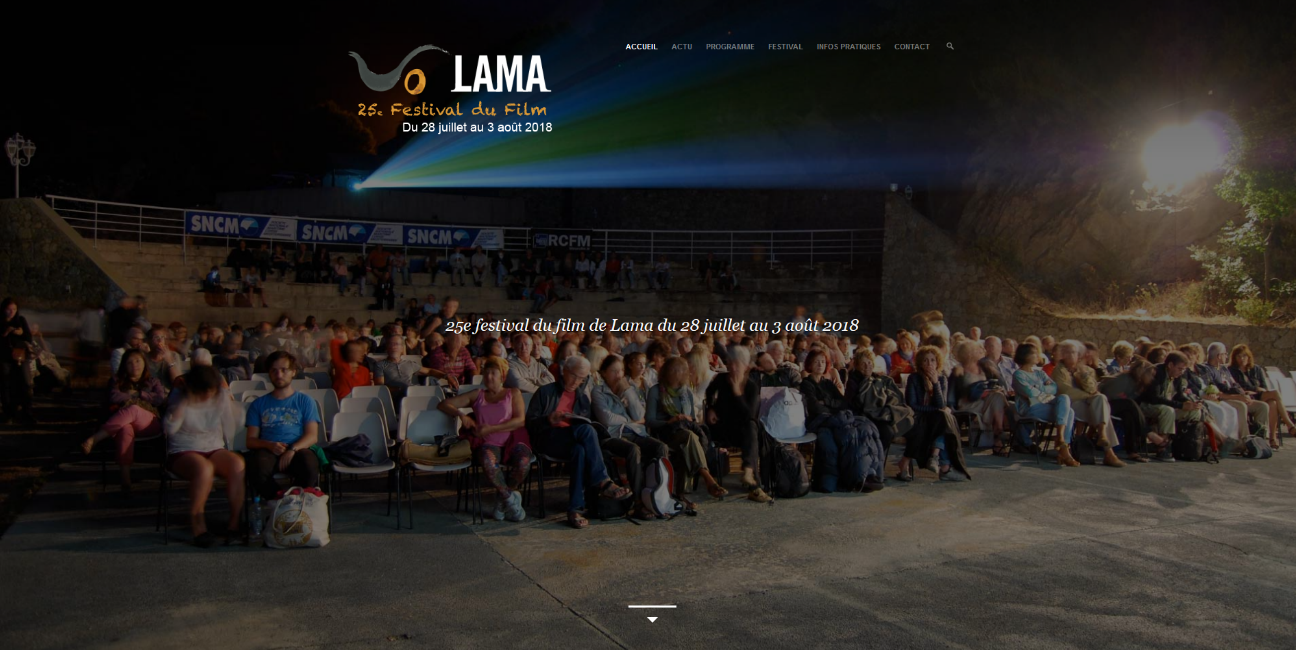 ACCUEIL ACTU PROGRAMME FESTIVAL INFOS PRATIQUES CONTACT
LAMA
25e Festival du Film
Du 28 juillet au 3 août 2018
SNCM SNCM SNCM RCFM
25e festival du film de Lama du 28 juillet au 3 août 2018